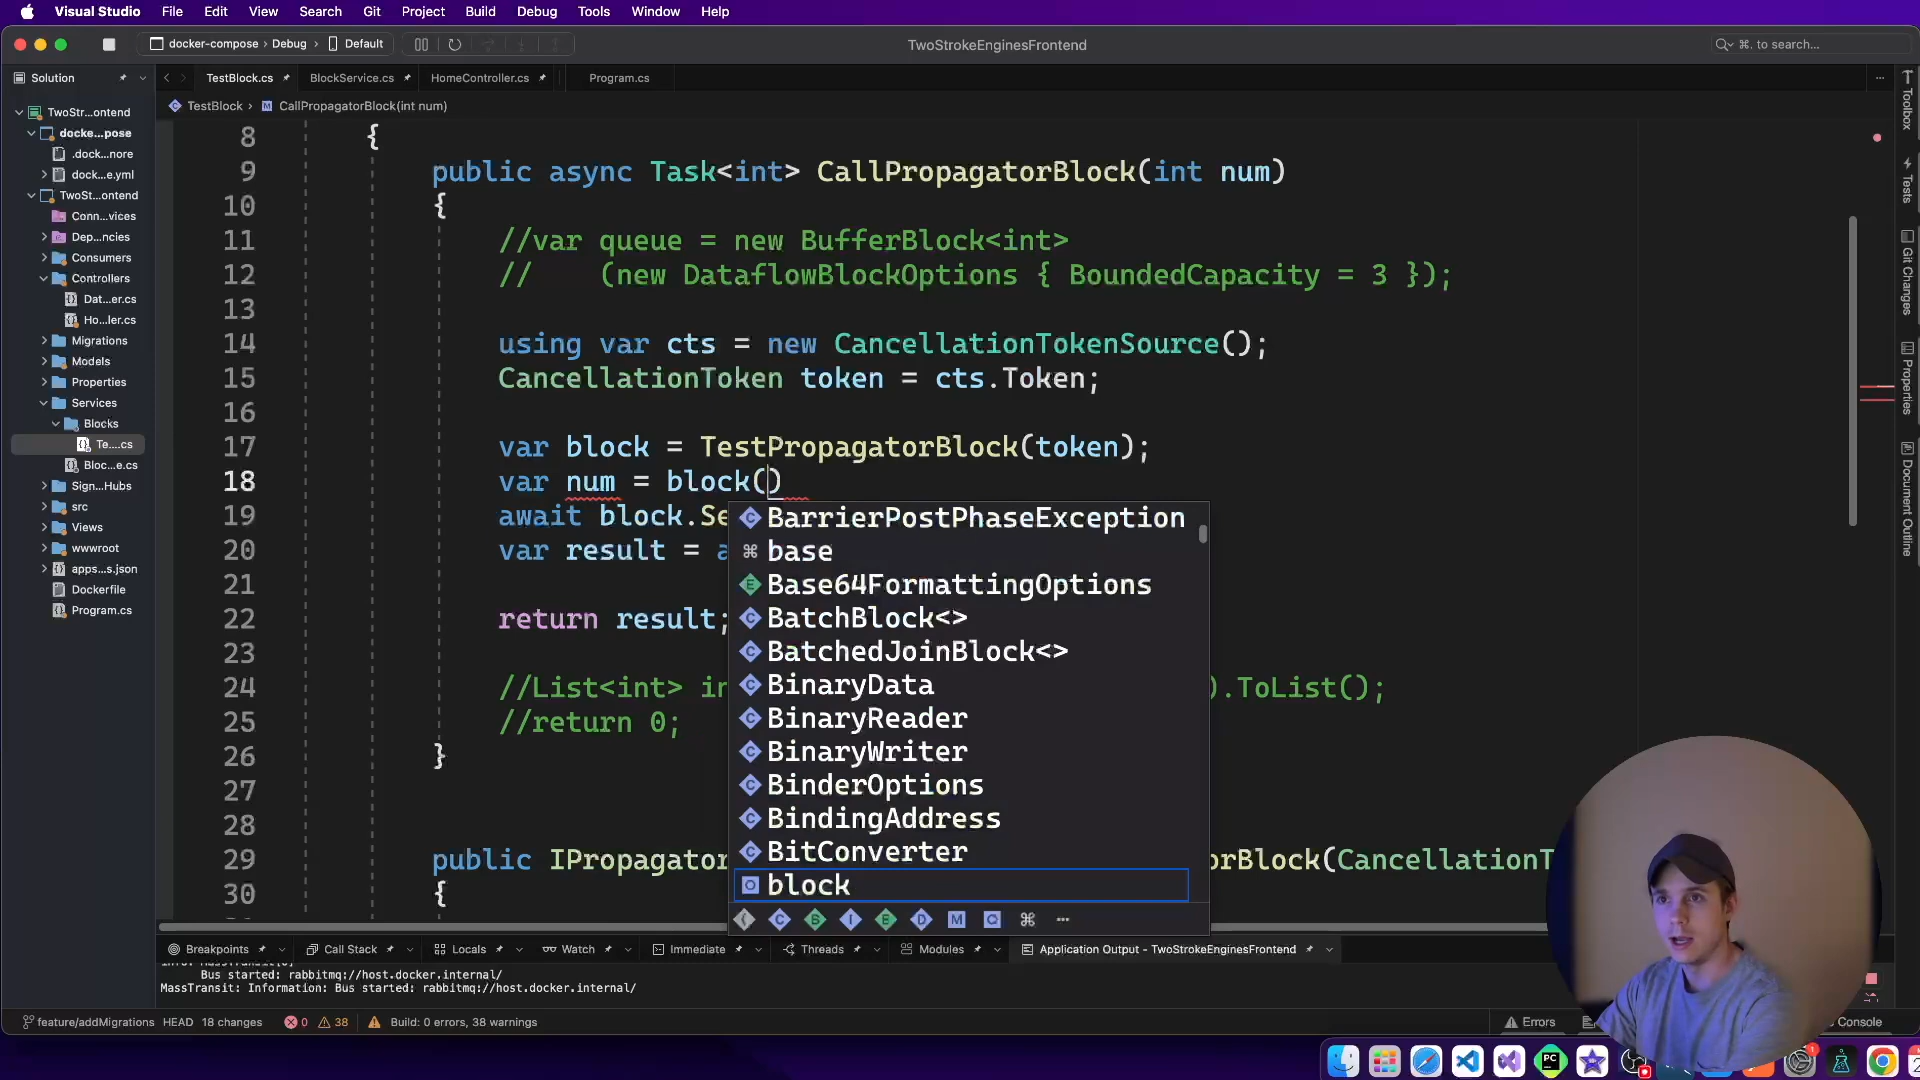 Visual Studio File Edit View Search Git Project Build Debug Tools Window Help
docker-compose › Debug › Default
TwoStrokeEnginesFrontend
⌘. to search...
Solution
TestBlock.cs BlockService.cs HomeController.cs Program.cs
TestBlock › CallPropagatorBlock(int num)
TwoStr...ontend
docke...pose
.dock...nore
dock...e.yml
TwoSt...ontend
Conn...vices
Dep...ncies
Consumers
Controllers
Dat...er.cs
Ho...ler.cs
Migrations
Models
Properties
Services
Blocks
Te....cs
Bloc...e.cs
Sign...Hubs
src
Views
wwwroot
apps...s.json
Dockerfile
Program.cs
8 {
9 public async Task<int> CallPropagatorBlock(int num)
10 {
11 //var queue = new BufferBlock<int>
12 // (new DataflowBlockOptions { BoundedCapacity = 3 });
13
14 using var cts = new CancellationTokenSource();
15 CancellationToken token = cts.Token;
16
17 var block = TestPropagatorBlock(token);
18 var num = block()
19 await block.Se
20 var result = a
21
22 return result;
23
24 //List<int> in ).ToList();
25 //return 0;
26 }
27
28
29 public IPropagator orBlock(CancellationT
30 {
BarrierPostPhaseException
base
Base64FormattingOptions
BatchBlock<>
BatchedJoinBlock<>
BinaryData
BinaryReader
BinaryWriter
BinderOptions
BindingAddress
BitConverter
block
Toolbox
Tests
Git Changes
Properties
Document Outline
Breakpoints Call Stack Locals Watch Immediate Threads Modules Application Output - TwoStrokeEnginesFrontend
Bus started: rabbitmq://host.docker.internal/
MassTransit: Information: Bus started: rabbitmq://host.docker.internal/
feature/addMigrations HEAD 18 changes 0 38 Build: 0 errors, 38 warnings
Errors
Console
PC
1